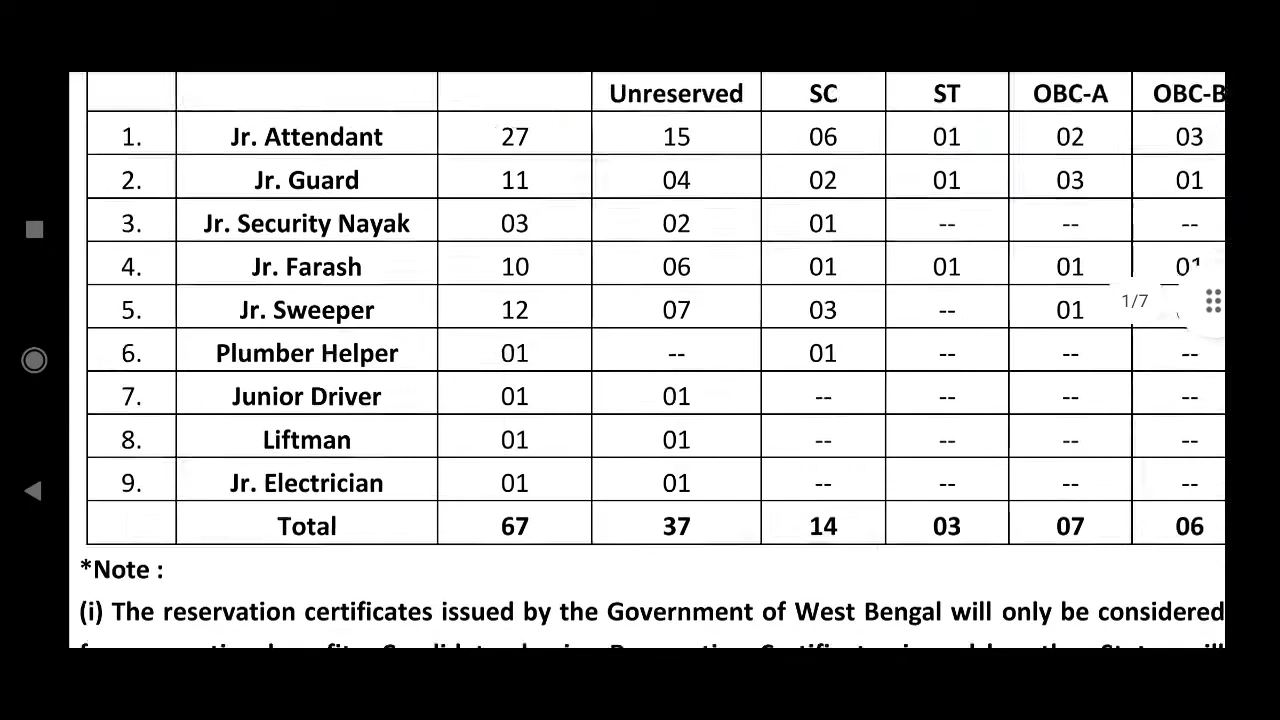 Unreserved SC ST OBC-A OBC-B
1. Jr. Attendant 27 15 06 01 02 03
2. Jr. Guard 11 04 02 01 03 01
3. Jr. Security Nayak 03 02 01 -- -- --
4. Jr. Farash 10 06 01 01 01 01
5. Jr. Sweeper 12 07 03 -- 01
1/7
6. Plumber Helper 01 -- 01 -- -- --
7. Junior Driver 01 01 -- -- -- --
8. Liftman 01 01 -- -- -- --
9. Jr. Electrician 01 01 -- -- -- --
Total 67 37 14 03 07 06
*Note :
(i) The reservation certificates issued by the Government of West Bengal will only be considered